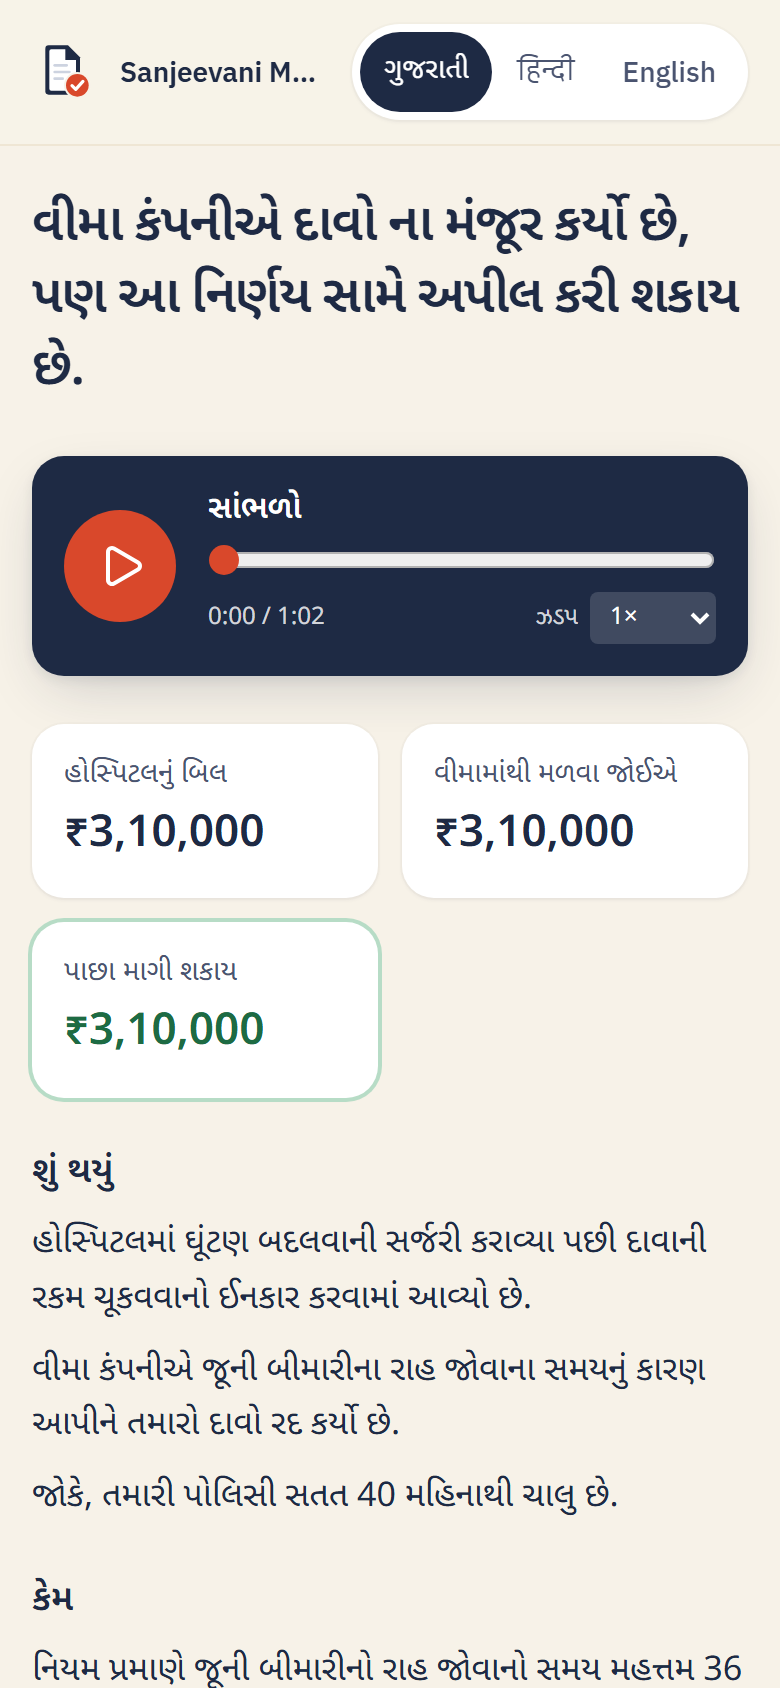 Sanjeevani M...
ગુજરાતી
हिन्दी
English
વીમા કંપનીએ દાવો ના મંજૂર કર્યો છે,
પણ આ નિર્ણય સામે અપીલ કરી શકાય
છે.
સાંભળો
0:00 / 1:02
ઝડપ
1×
હોસ્પિટલનું બિલ
₹3,10,000
વીમામાંથી મળવા જોઈએ
₹3,10,000
પાછા માગી શકાય
₹3,10,000
શું થયું
હોસ્પિટલમાં ઘૂંટણ બદલવાની સર્જરી કરાવ્યા પછી દાવાની
રકમ ચૂકવવાનો ઈનકાર કરવામાં આવ્યો છે.
વીમા કંપનીએ જૂની બીમારીના રાહ જોવાના સમયનું કારણ
આપીને તમારો દાવો રદ કર્યો છે.
જોકે, તમારી પોલિસી સતત 40 મહિનાથી ચાલુ છે.
કેમ
નિયમ પ્રમાણે જૂની બીમારીનો રાહ જોવાનો સમય મહત્તમ 36